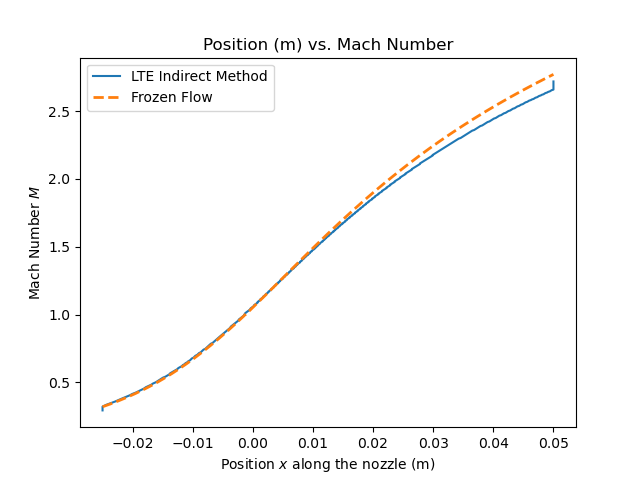 Position (m) vs. Mach Number
LTE Indirect Method
Frozen Flow
Mach Number M
2.5
2.0
1.5
1.0
0.5
−0.02 −0.01 0.00 0.01 0.02 0.03 0.04 0.05
Position x along the nozzle (m)